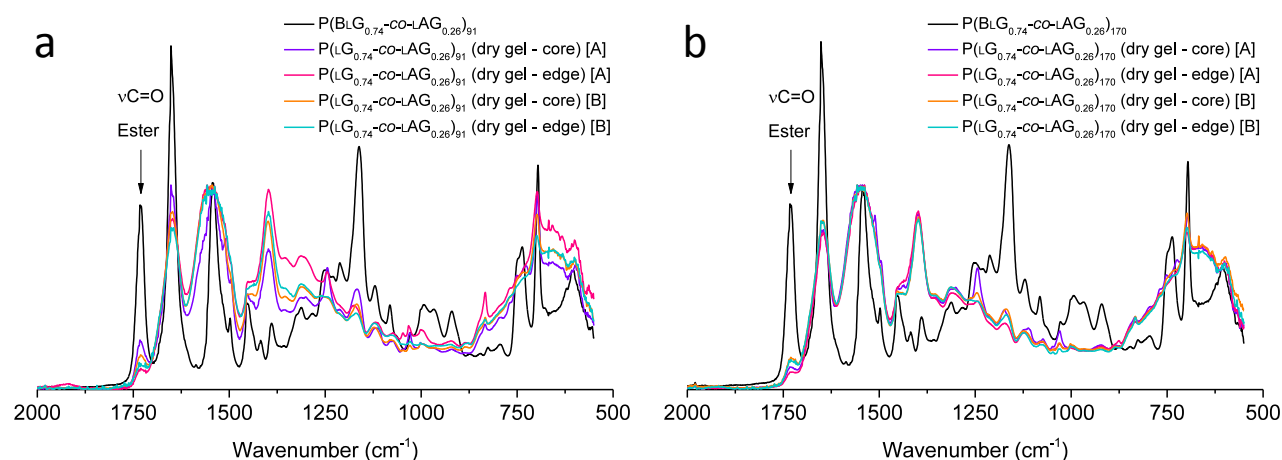 a
P(BLG0.74-co-LAG0.26)91
P(LG0.74-co-LAG0.26)91 (dry gel - core) [A]
P(LG0.74-co-LAG0.26)91 (dry gel - edge) [A]
P(LG0.74-co-LAG0.26)91 (dry gel - core) [B]
P(LG0.74-co-LAG0.26)91 (dry gel - edge) [B]
νC=O
Ester
2000 1750 1500 1250 1000 750 500
Wavenumber (cm-1)
b
P(BLG0.74-co-LAG0.26)170
P(LG0.74-co-LAG0.26)170 (dry gel - core) [A]
P(LG0.74-co-LAG0.26)170 (dry gel - edge) [A]
P(LG0.74-co-LAG0.26)170 (dry gel - core) [B]
P(LG0.74-co-LAG0.26)170 (dry gel - edge) [B]
νC=O
Ester
2000 1750 1500 1250 1000 750 500
Wavenumber (cm-1)